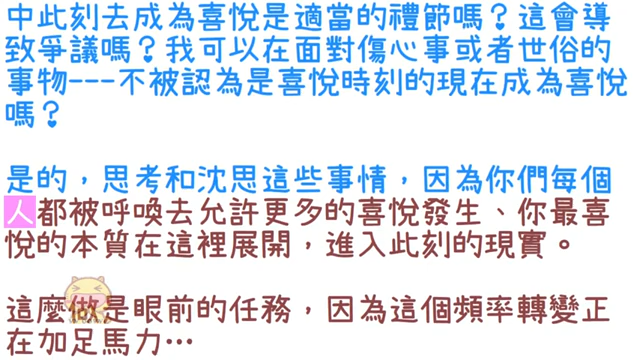 中此刻去成為喜悅是適當的禮節嗎？這會導
致爭議嗎？我可以在面對傷心事或者世俗的
事物---不被認為是喜悅時刻的現在成為喜悅
嗎？
是的，思考和沈思這些事情，因為你們每個
人都被呼喚去允許更多的喜悅發生、你最喜
悅的本質在這裡展開，進入此刻的現實。
這麼做是眼前的任務，因為這個頻率轉變正
在加足馬力…